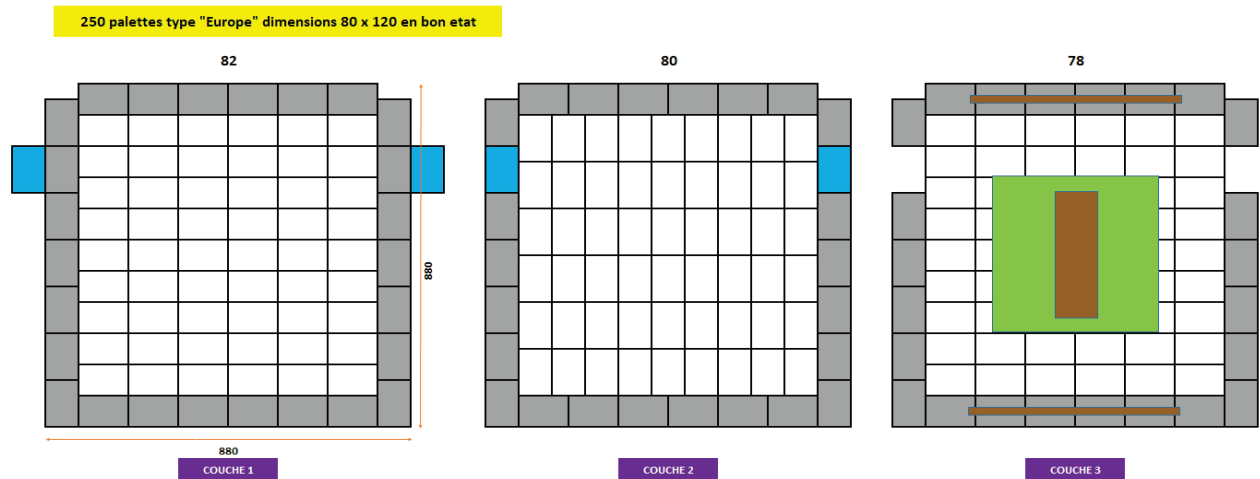 250 palettes type "Europe" dimensions 80 x 120 en bon etat
82
80
78
880
880
COUCHE 1
COUCHE 2
COUCHE 3